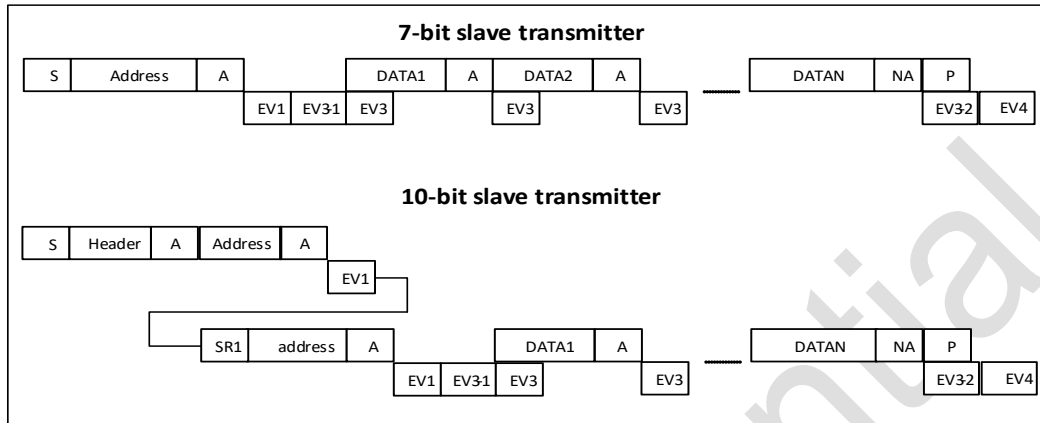 7-bit slave transmitter
S Address A DATA1 A DATA2 A DATAN NA P
EV1 EV3-1 EV3 EV3 EV3 EV3-2 EV4
10-bit slave transmitter
S Header A Address A
EV1
SR1 address A DATA1 A DATAN NA P
EV1 EV3-1 EV3 EV3 EV3-2 EV4
ential